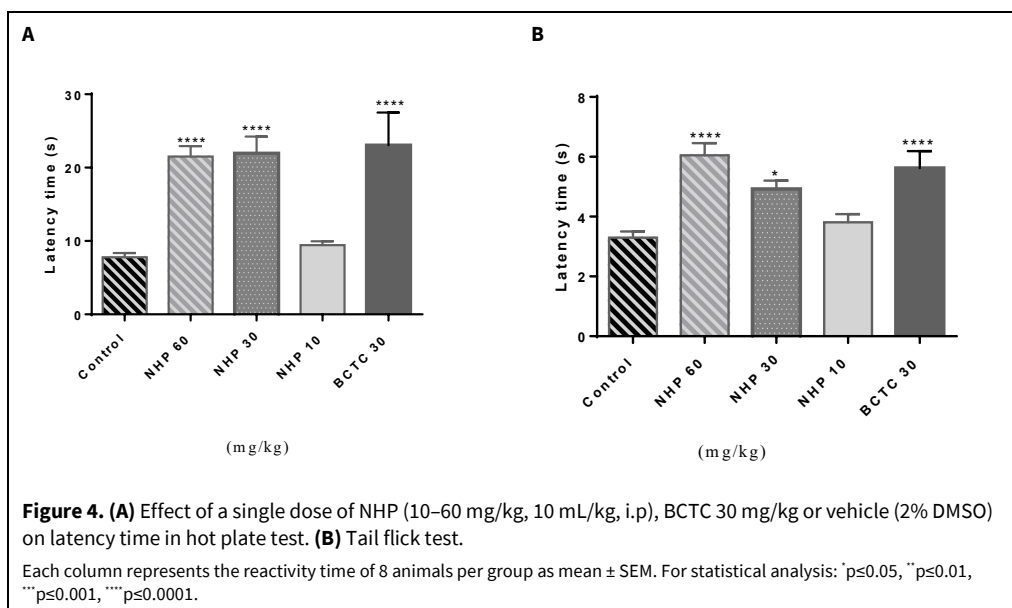 A
B
30
20
10
0
Latency time (s)
****
****
****
Control
NHP 60
NHP 30
NHP 10
BCTC 30
(mg/kg)
8
6
4
2
0
Latency time (s)
****
*
****
Control
NHP 60
NHP 30
NHP 10
BCTC 30
(mg/kg)
Figure 4. (A) Effect of a single dose of NHP (10–60 mg/kg, 10 mL/kg, i.p), BCTC 30 mg/kg or vehicle (2% DMSO)
on latency time in hot plate test. (B) Tail flick test.
Each column represents the reactivity time of 8 animals per group as mean ± SEM. For statistical analysis: *p≤0.05, **p≤0.01,
***p≤0.001, ****p≤0.0001.